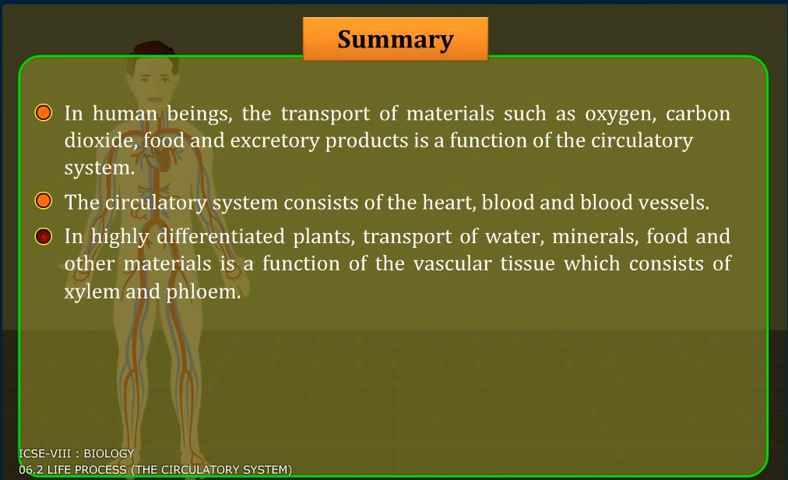 Summary
In human beings, the transport of materials such as oxygen, carbon
dioxide, food and excretory products is a function of the circulatory
system.
The circulatory system consists of the heart, blood and blood vessels.
In highly differentiated plants, transport of water, minerals, food and
other materials is a function of the vascular tissue which consists of
xylem and phloem.
ICSE-VIII : BIOLOGY
06.2 LIFE PROCESS (THE CIRCULATORY SYSTEM)